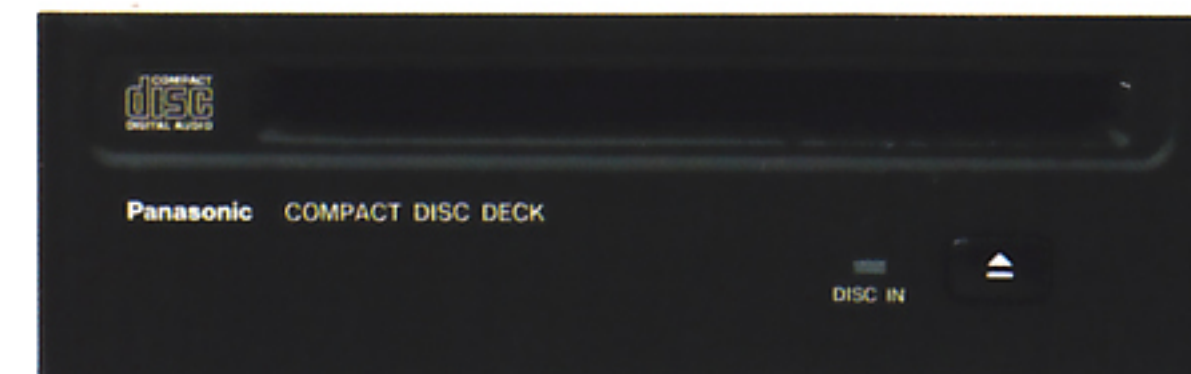 COMPACT
disc
DIGITAL AUDIO
Panasonic COMPACT DISC DECK
DISC IN